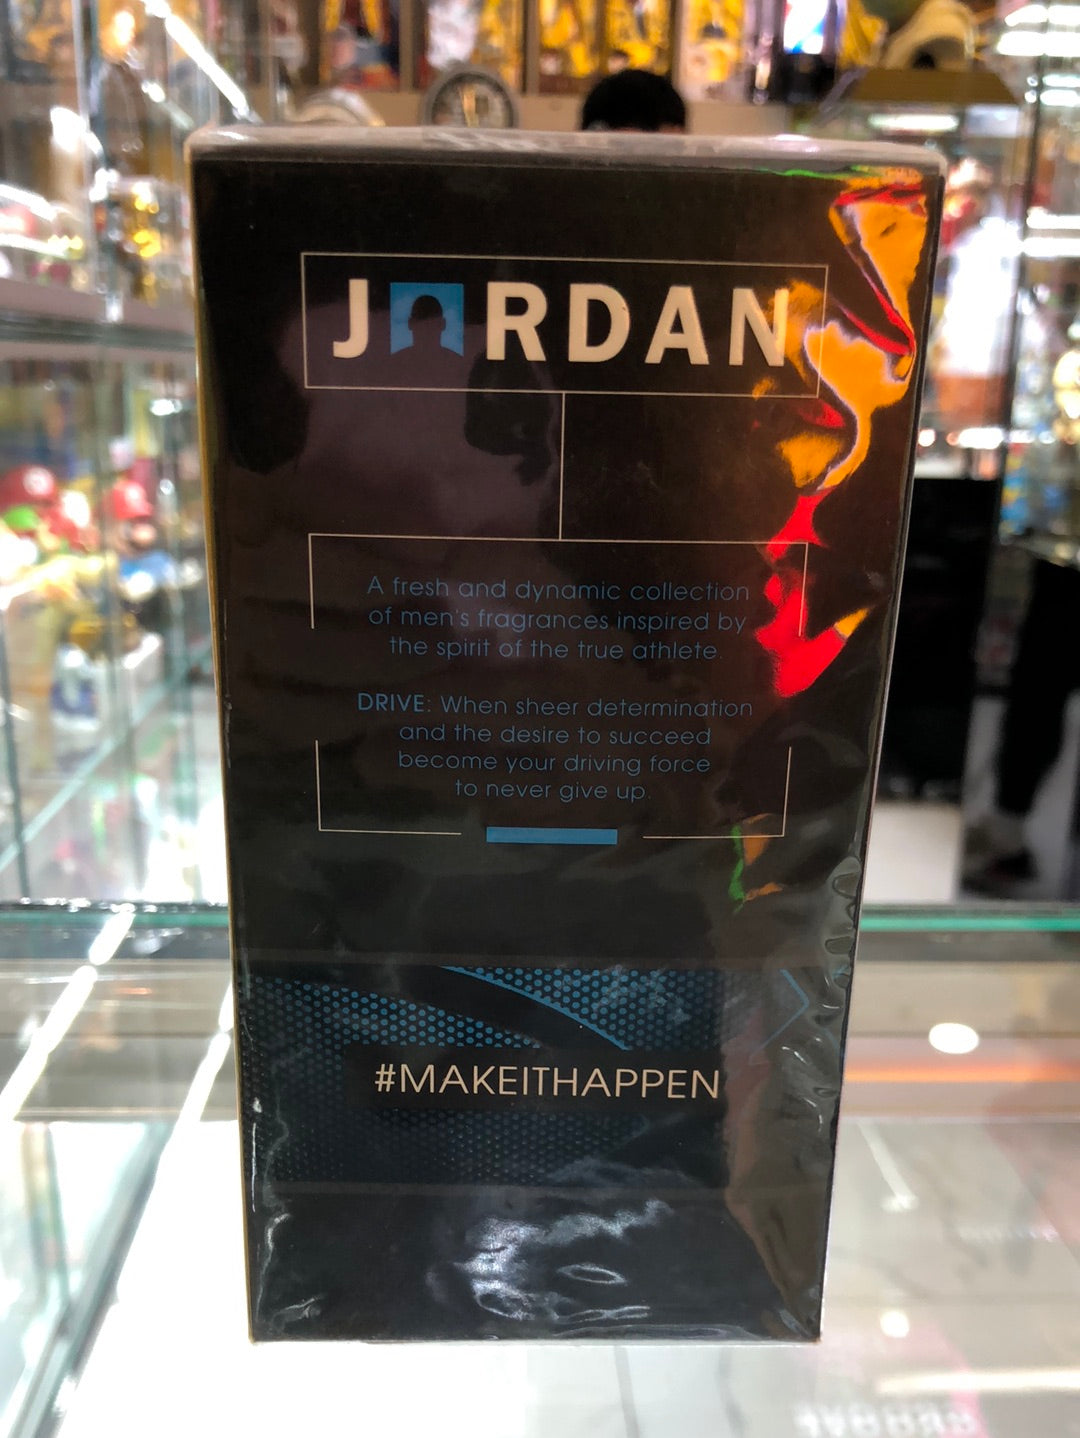 JORDAN
A fresh and dynamic collection
of men's fragrances inspired by
the spirit of the true athlete.
DRIVE: When sheer determination
and the desire to succeed
become your driving force
to never give up.
#MAKEITHAPPEN